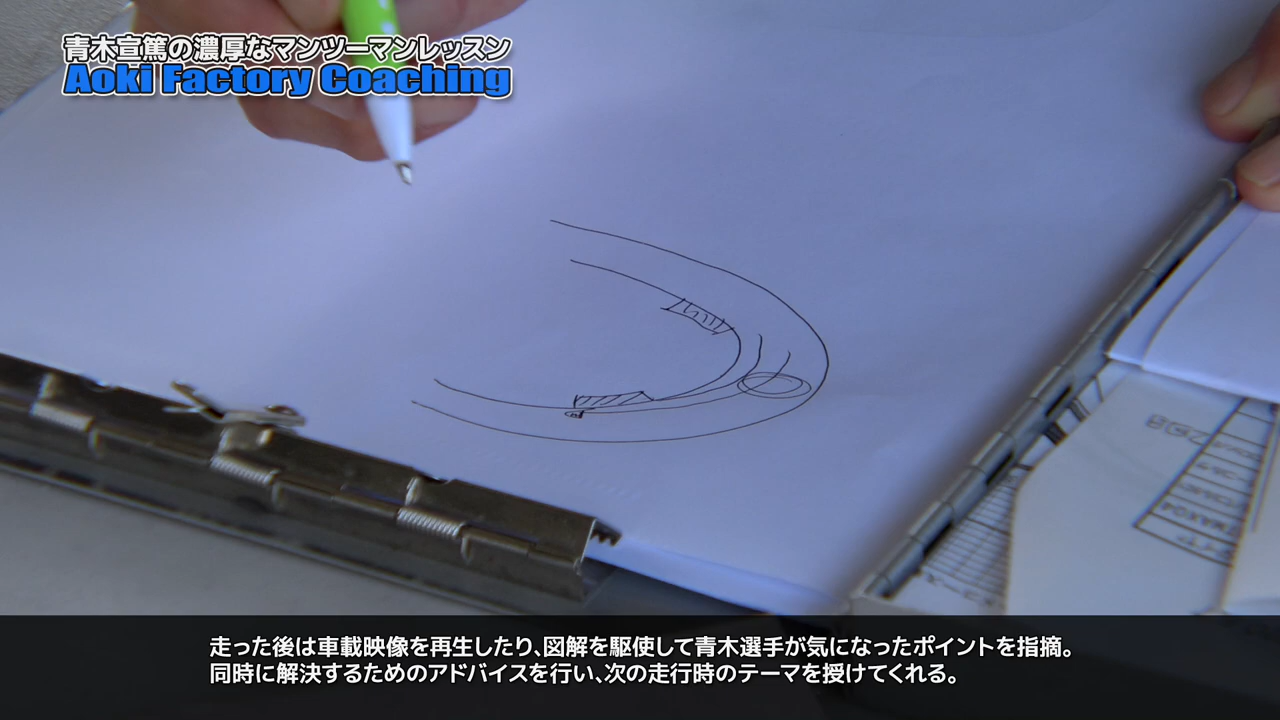 青木宣篤の濃厚なマンツーマンレッスン
Aoki Factory Coaching
走った後は車載映像を再生したり、図解を駆使して青木選手が気になったポイントを指摘。
同時に解決するためのアドバイスを行い、次の走行時のテーマを授けてくれる。